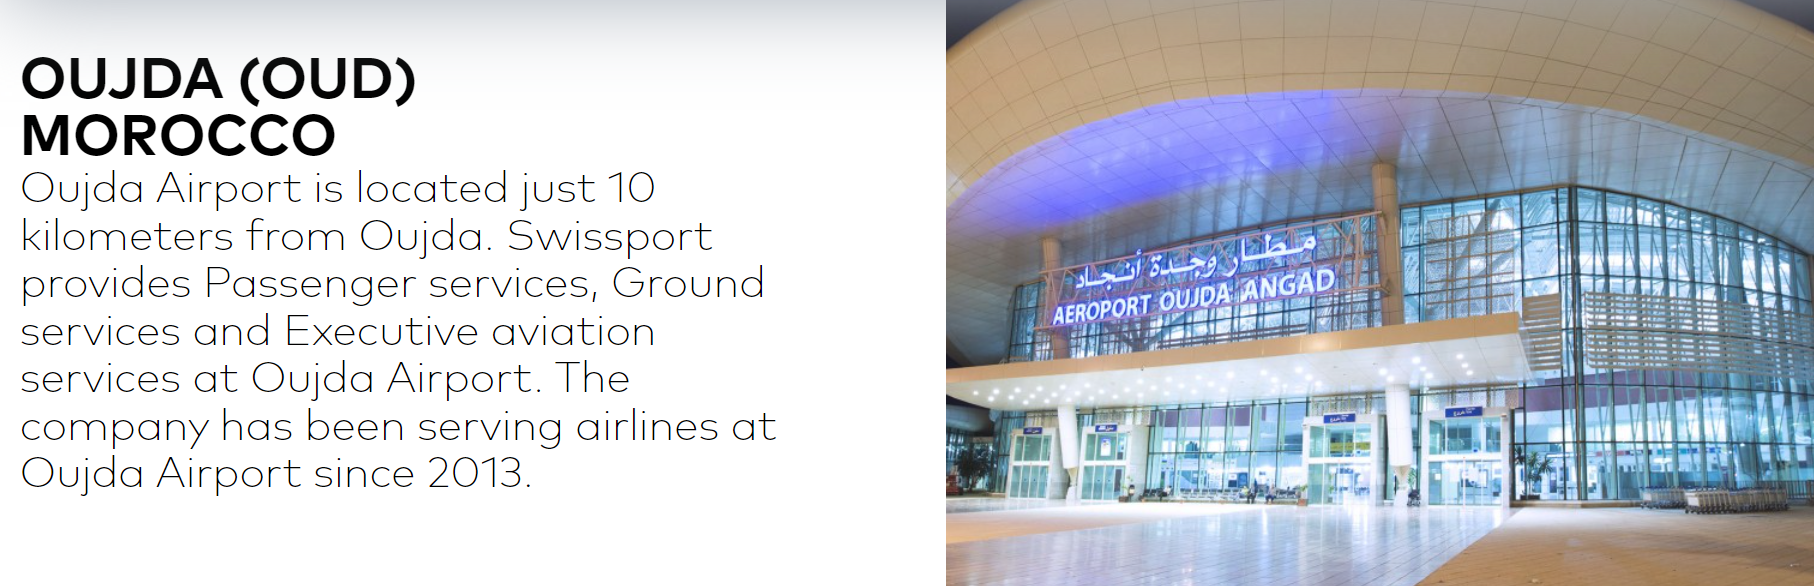 OUJDA (OUD)
MOROCCO
Oujda Airport is located just 10
kilometers from Oujda. Swissport
provides Passenger services, Ground
services and Executive aviation
services at Oujda Airport. The
company has been serving airlines at
Oujda Airport since 2013.
مطار وجدة أنجاد
AEROPORT OUJDA ANGAD